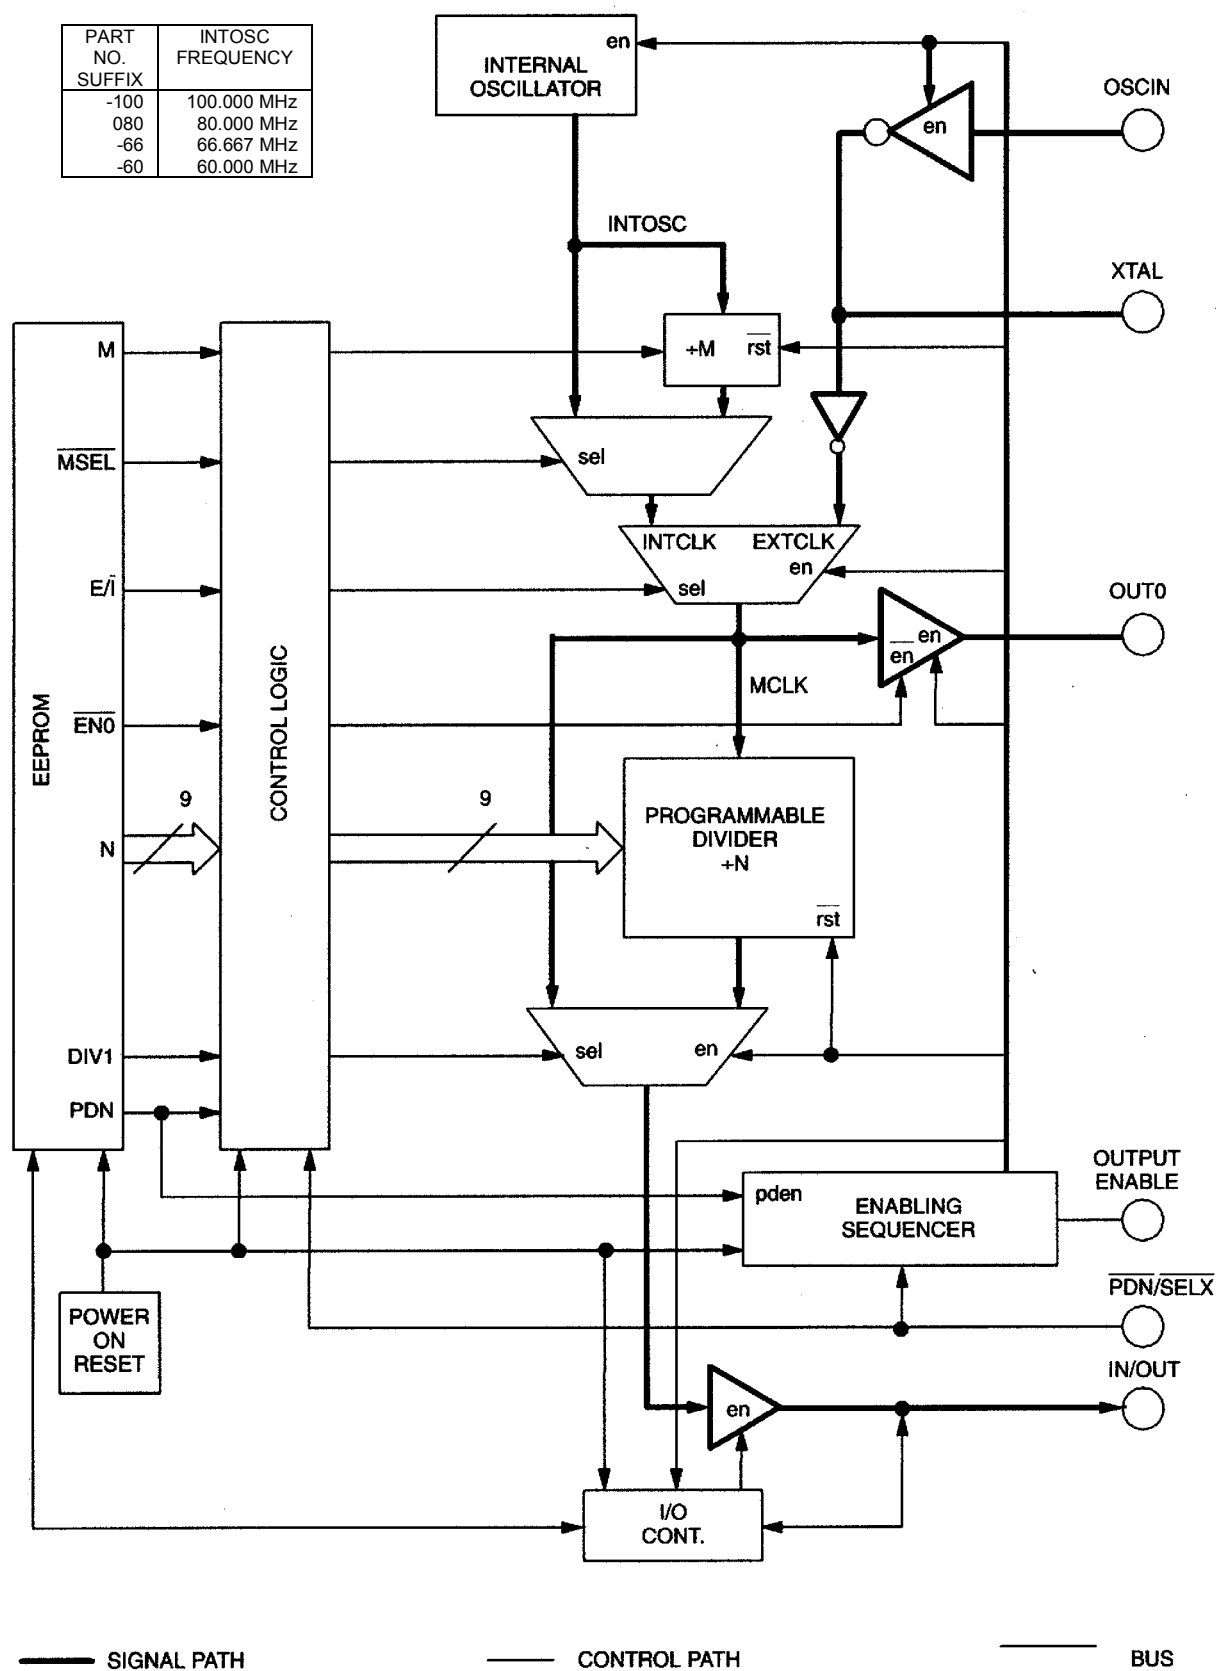 PART
NO.
SUFFIX
INTOSC
FREQUENCY
-100 100.000 MHz
080 80.000 MHz
-66 66.667 MHz
-60 60.000 MHz
en
INTERNAL
OSCILLATOR
OSCIN
en
INTOSC
XTAL
M
+M
rst
MSEL
sel
INTCLK EXTCLK
en
E/I
sel
OUT0
en
en
MCLK
EEPROM
CONTROL LOGIC
EN0
9
9
N
PROGRAMMABLE
DIVIDER
+N
rst
DIV1
sel
en
PDN
OUTPUT
ENABLE
pden
ENABLING
SEQUENCER
PDN/SELX
POWER
ON
RESET
IN/OUT
en
I/O
CONT.
SIGNAL PATH
CONTROL PATH
BUS